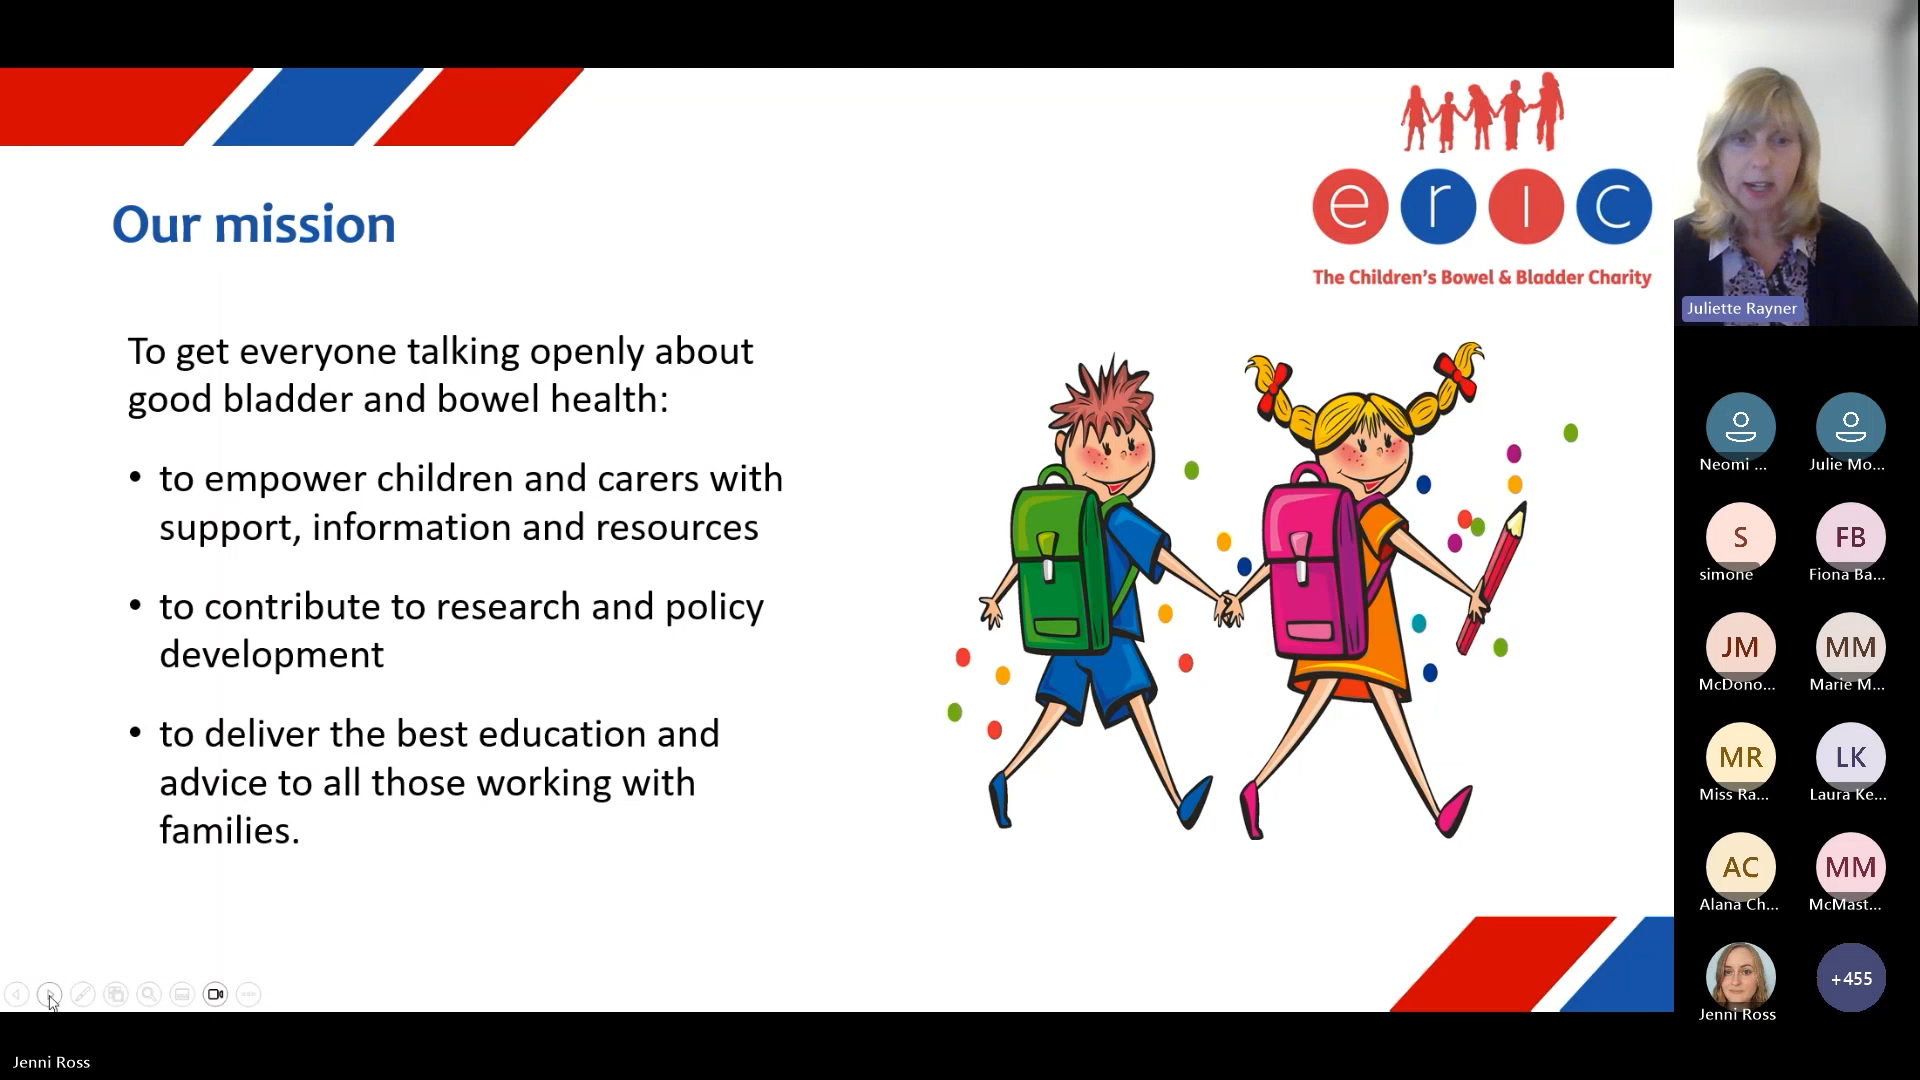 eric
The Children's Bowel & Bladder Charity
Our mission
To get everyone talking openly about
good bladder and bowel health:
• to empower children and carers with
support, information and resources
• to contribute to research and policy
development
• to deliver the best education and
advice to all those working with
families.
Juliette Rayner
Neomi ...
Julie Mo...
S
simone
FB
Fiona Ba...
JM
McDono...
MM
Marie M...
MR
Miss Ra...
LK
Laura Ke...
AC
Alana Ch...
MM
McMast...
Jenni Ross
+455
Jenni Ross